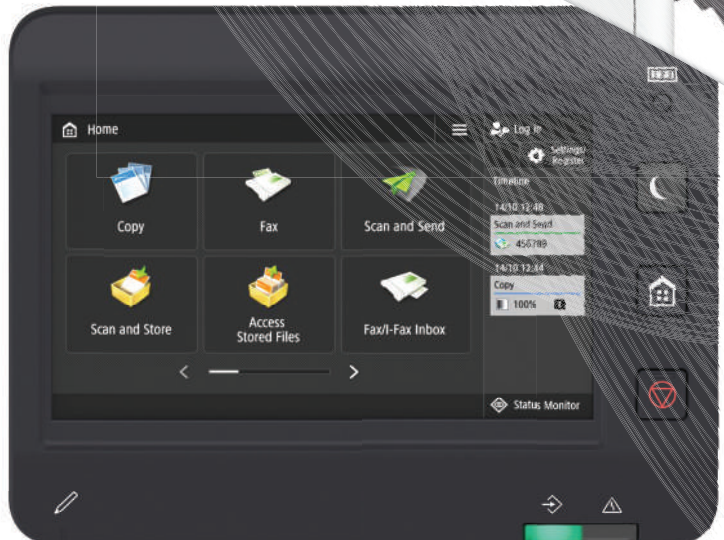 Home
Log In
Settings/
Register
Copy
Fax
Scan and Send
Timeline
14/10 12:48
Scan and Send
456789
14/10 12:44
Copy
100%
Scan and Store
Access
Stored Files
Fax/I-Fax Inbox
Status Monitor